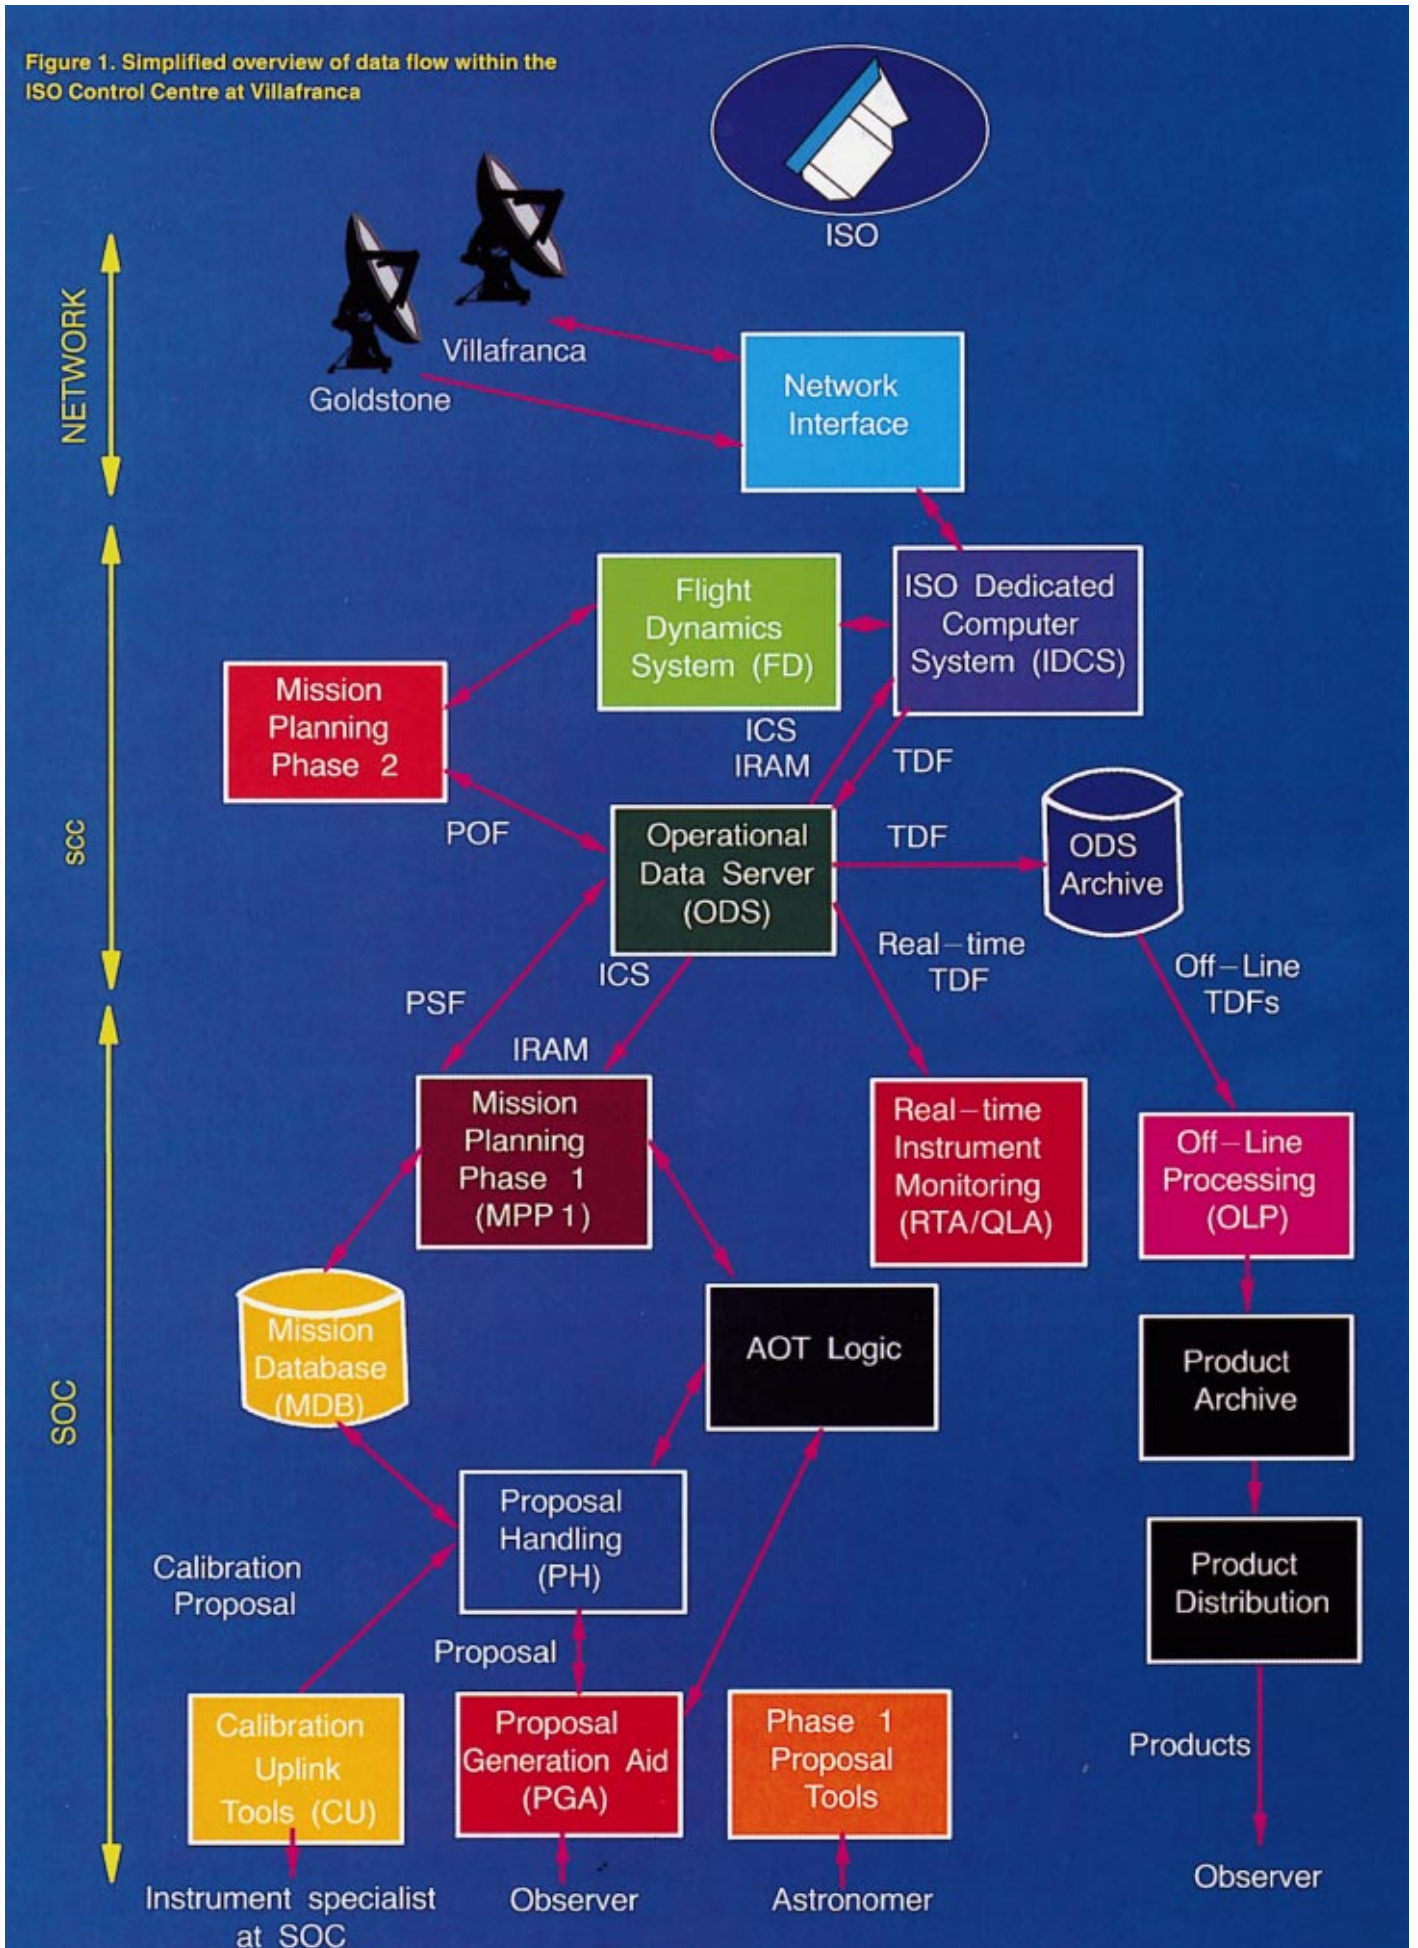 Figure 1. Simplified overview of data flow within the
ISO Control Centre at Villafranca
ISO
NETWORK
Villafranca
Goldstone
Network
Interface
scc
Flight
Dynamics
System (FD)
ISO Dedicated
Computer
System (IDCS)
Mission
Planning
Phase 2
ICS
IRAM
TDF
POF
Operational
Data Server
(ODS)
TDF
ODS
Archive
Real-time
TDF
Off-Line
TDFs
ICS
PSF
IRAM
SOC
Mission
Planning
Phase 1
(MPP1)
Real-time
Instrument
Monitoring
(RTA/QLA)
Off-Line
Processing
(OLP)
Mission
Database
(MDB)
AOT Logic
Product
Archive
Proposal
Handling
(PH)
Product
Distribution
Calibration
Proposal
Proposal
Calibration
Uplink
Tools (CU)
Proposal
Generation Aid
(PGA)
Phase 1
Proposal
Tools
Products
Instrument specialist
at SOC
Observer
Astronomer
Observer